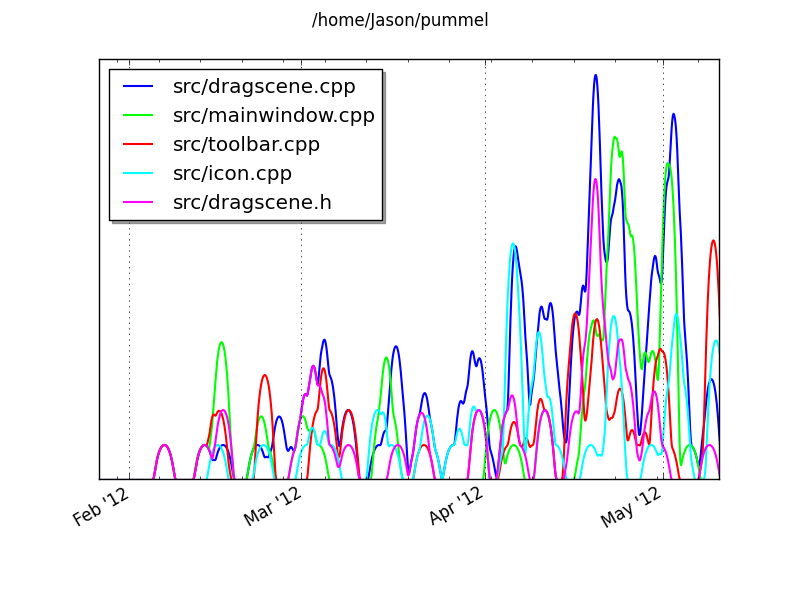 /home/Jason/pummel
src/dragscene.cpp
src/mainwindow.cpp
src/toolbar.cpp
src/icon.cpp
src/dragscene.h
Feb '12
Mar '12
Apr '12
May '12